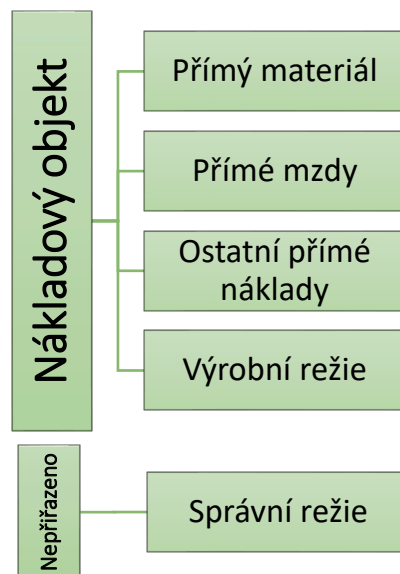 Nákladový objekt
Přímý materiál
Přímé mzdy
Ostatní přímé
náklady
Výrobní režie
Nepřiřazeno
Správní režie